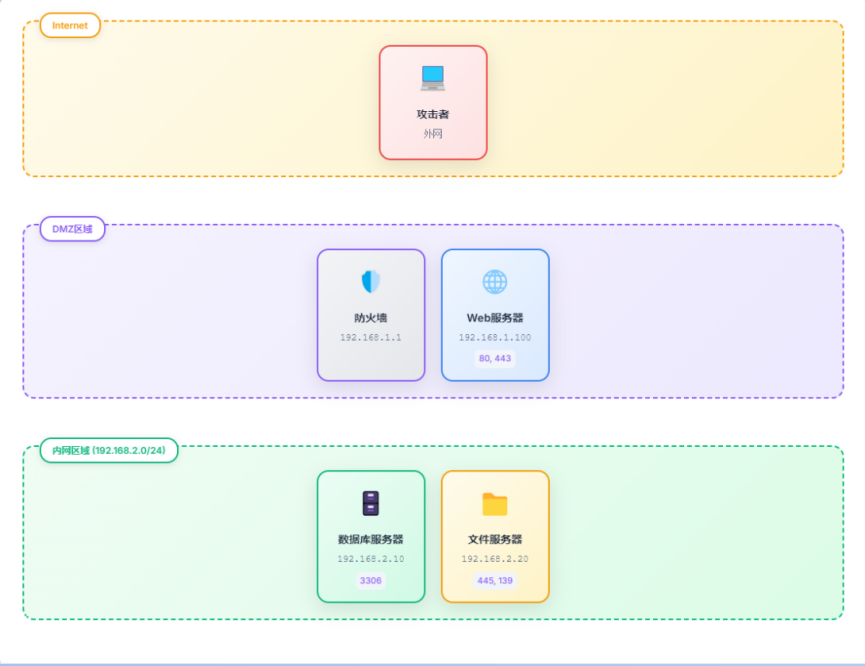 Internet
攻击者
外网
DMZ区域
防火墙
192.168.1.1
Web服务器
192.168.1.100
80, 443
内网区域 (192.168.2.0/24)
数据库服务器
192.168.2.10
3306
文件服务器
192.168.2.20
445, 139